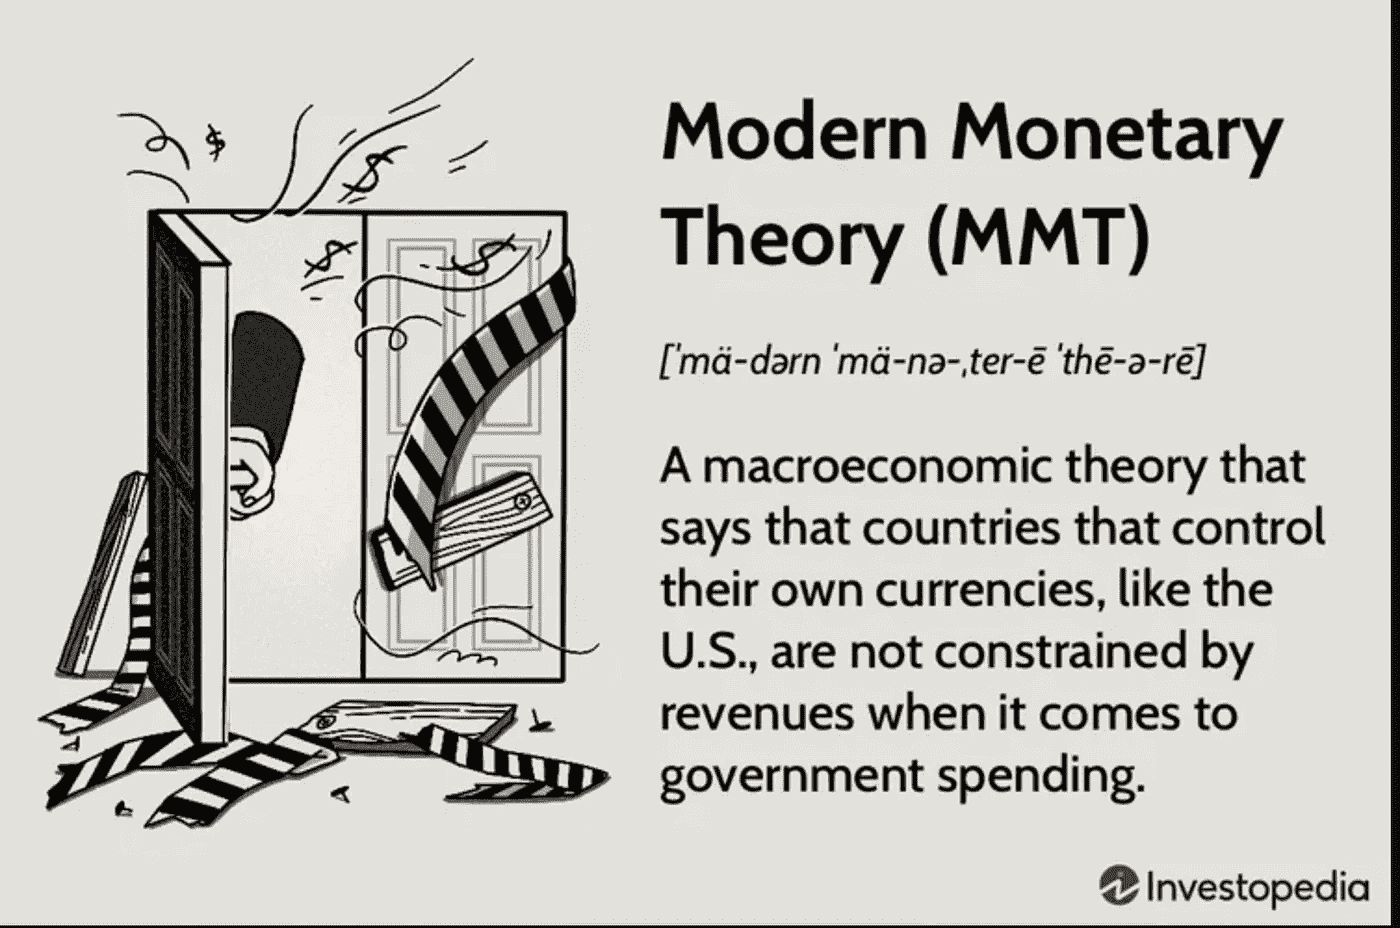 Modern Monetary
Theory (MMT)
[ˈmä-dərn ˈmä-nə-ˌter-ē ˈthē-ə-rē]
A macroeconomic theory that
says that countries that control
their own currencies, like the
U.S., are not constrained by
revenues when it comes to
government spending.
Investopedia